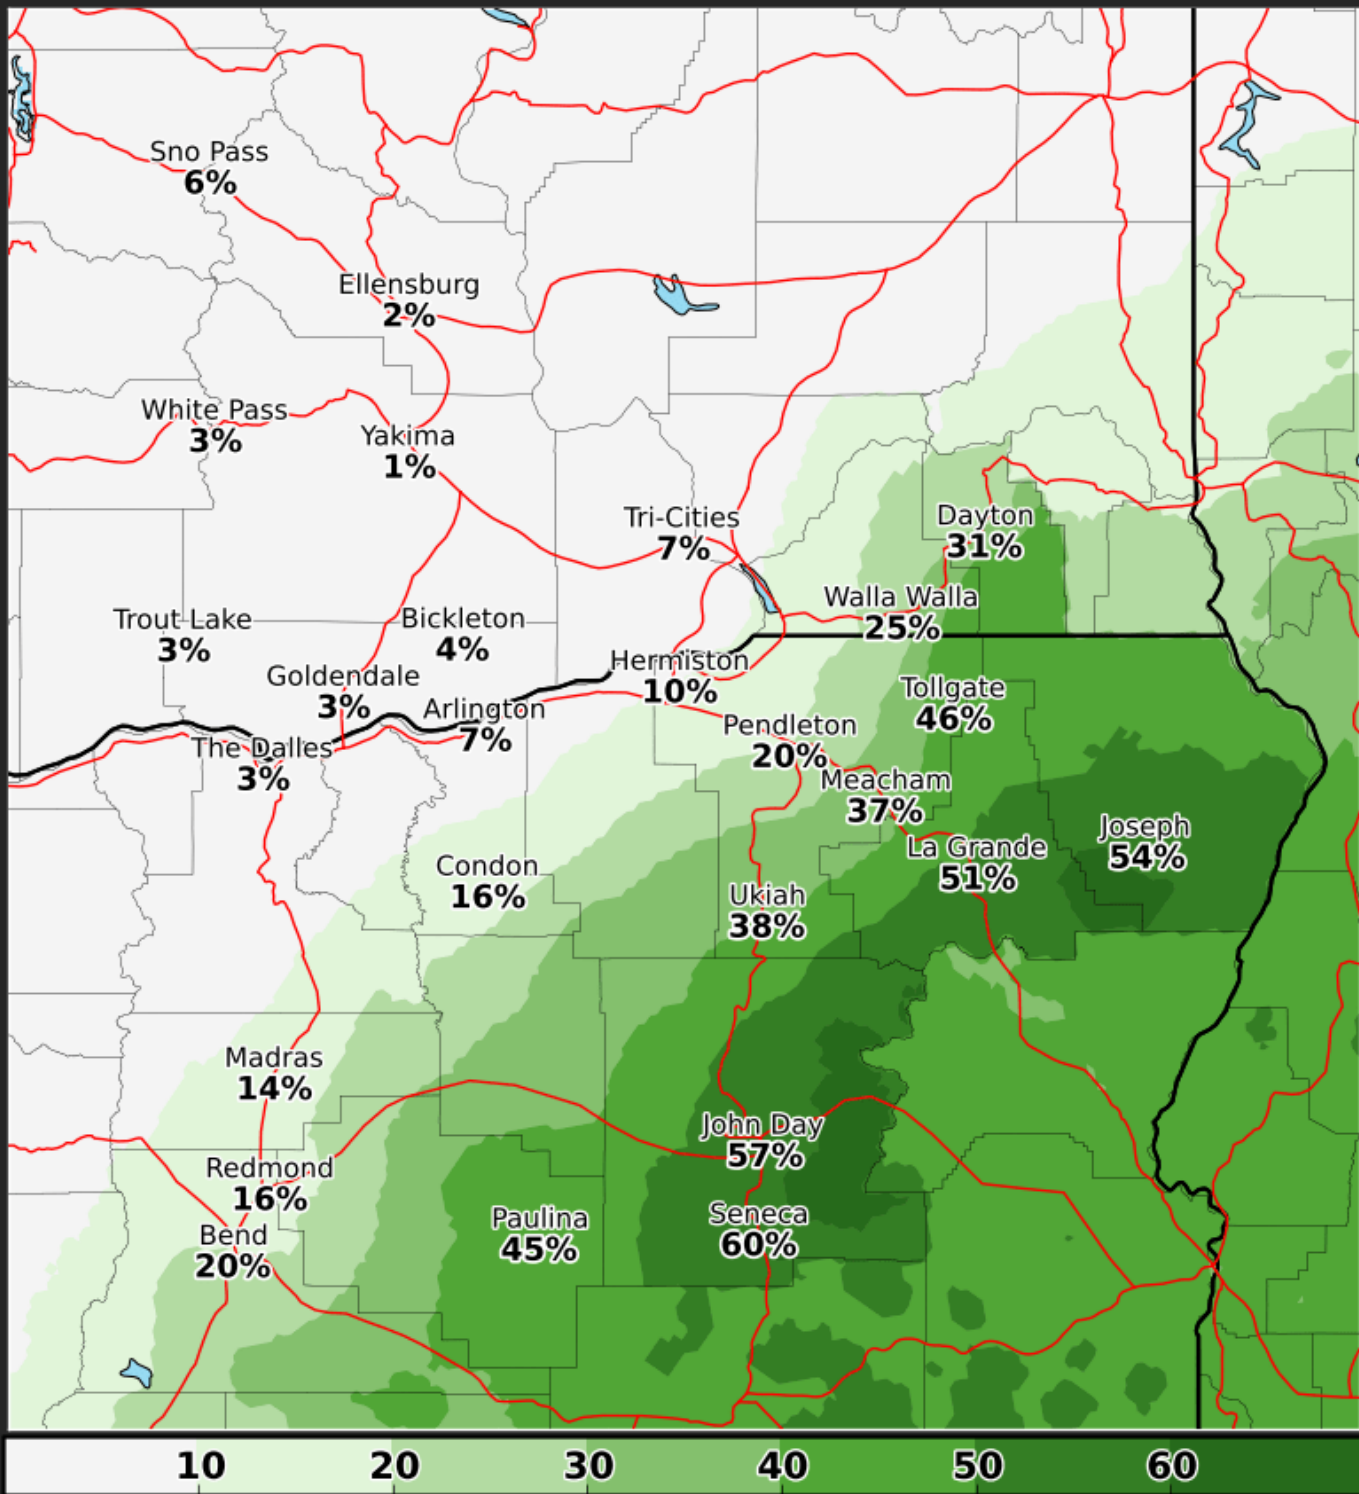 Sno Pass
6%
Ellensburg
2%
White Pass
3%
Yakima
1%
Tri-Cities
7%
Dayton
31%
Walla Walla
25%
Trout Lake
3%
Bickleton
4%
Goldendale
3%
Hermiston
10%
Arlington
7%
Tollgate
46%
The Dalles
3%
Pendleton
20%
Meacham
37%
Joseph
54%
La Grande
51%
Condon
16%
Ukiah
38%
Madras
14%
John Day
57%
Redmond
16%
Paulina
45%
Seneca
60%
Bend
20%
10 20 30 40 50 60